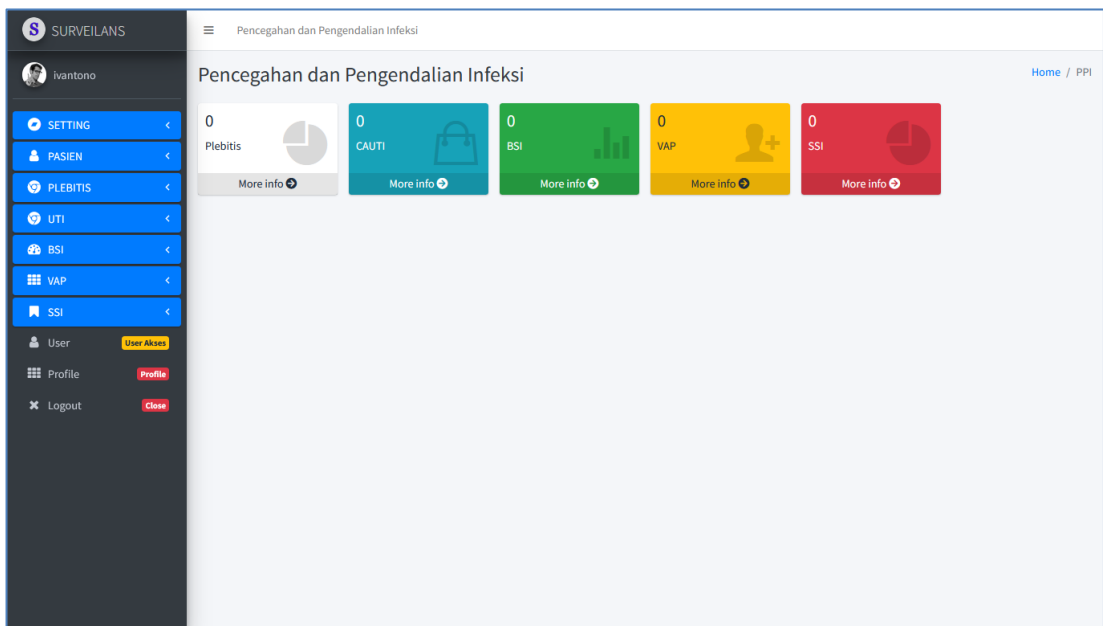 S SURVEILANS
Pencegahan dan Pengendalian Infeksi
ivantono
Pencegahan dan Pengendalian Infeksi
Home / PPI
SETTING
PASIEN
PLEBITIS
UTI
BSI
VAP
SSI
User User Akses
Profile Profile
Logout Close
0
Plebitis
More info
0
CAUTI
More info
0
BSI
More info
0
VAP
More info
0
SSI
More info